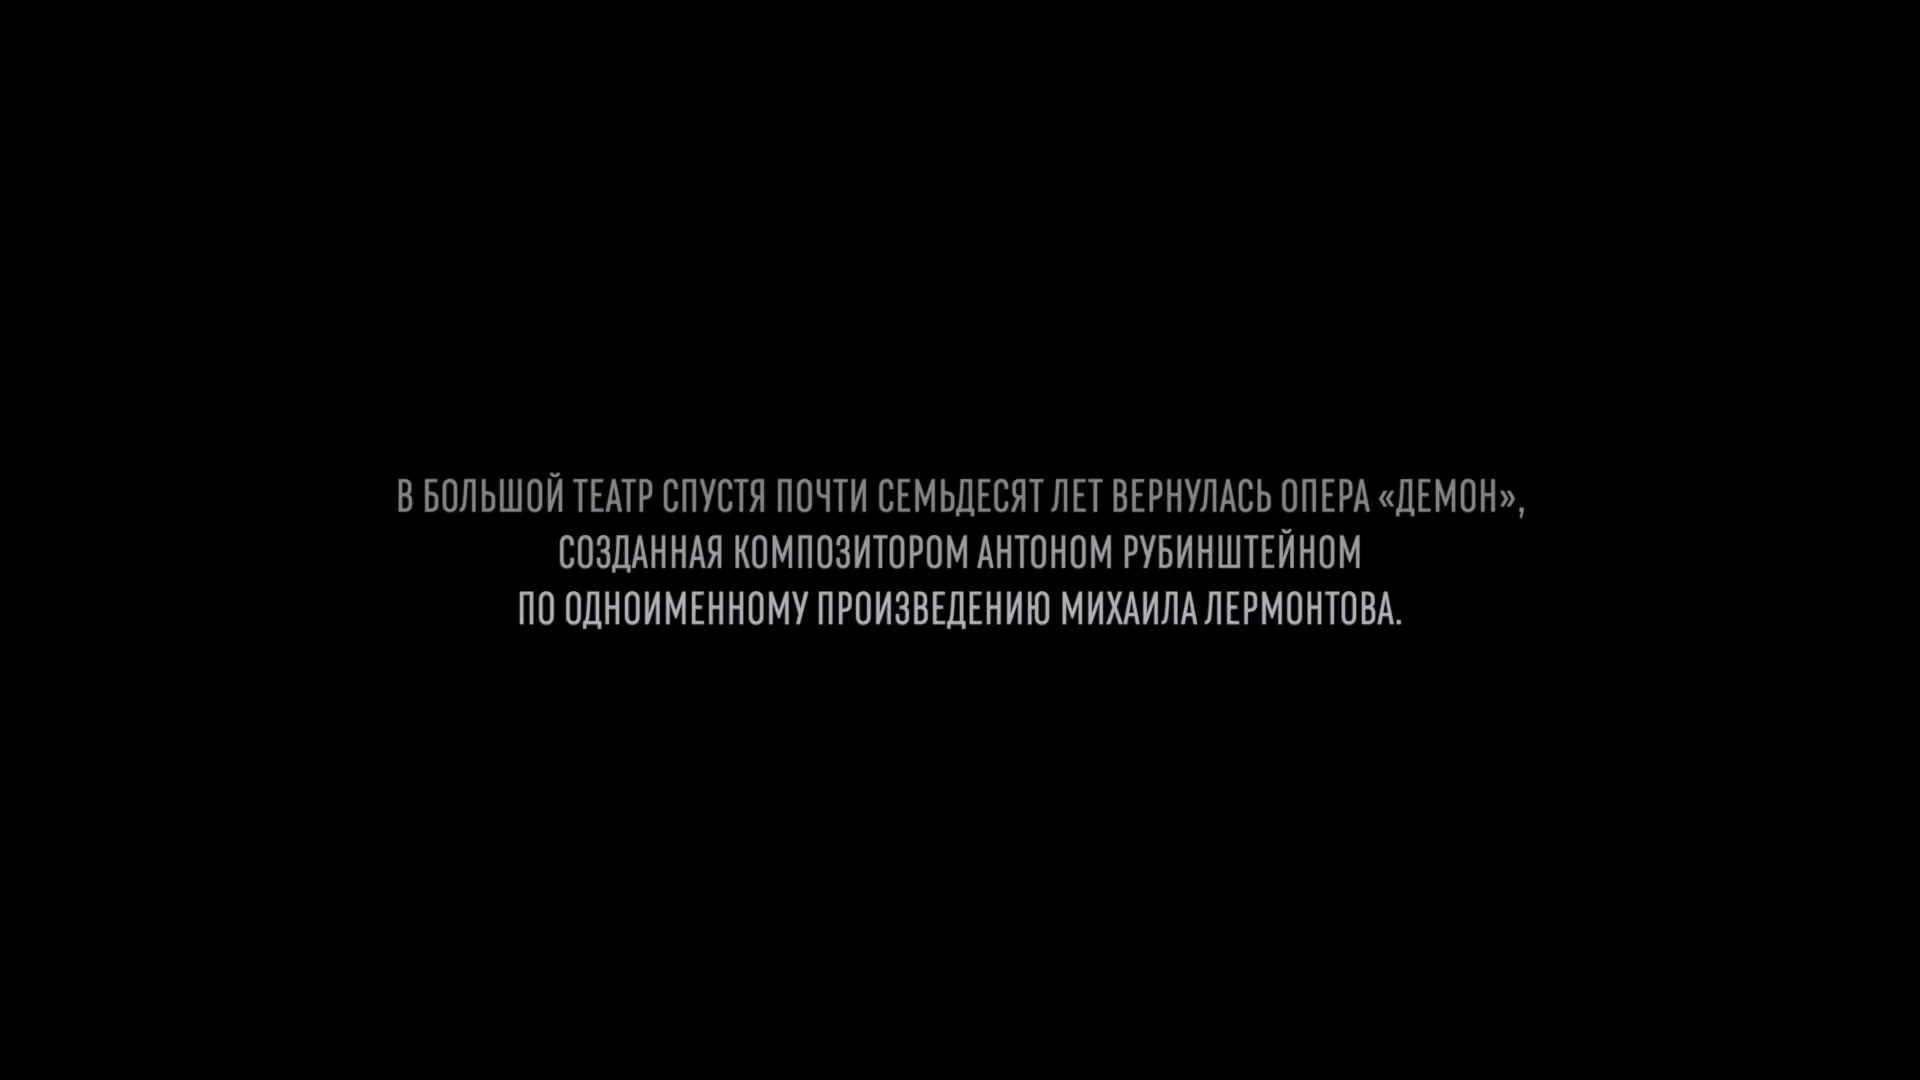 В БОЛЬШОЙ ТЕАТР СПУСТЯ ПОЧТИ СЕМЬДЕСЯТ ЛЕТ ВЕРНУЛАСЬ ОПЕРА «ДЕМОН»,
СОЗДАННАЯ КОМПОЗИТОРОМ АНТОНОМ РУБИНШТЕЙНОМ
ПО ОДНОИМЕННОМУ ПРОИЗВЕДЕНИЮ МИХАИЛА ЛЕРМОНТОВА.